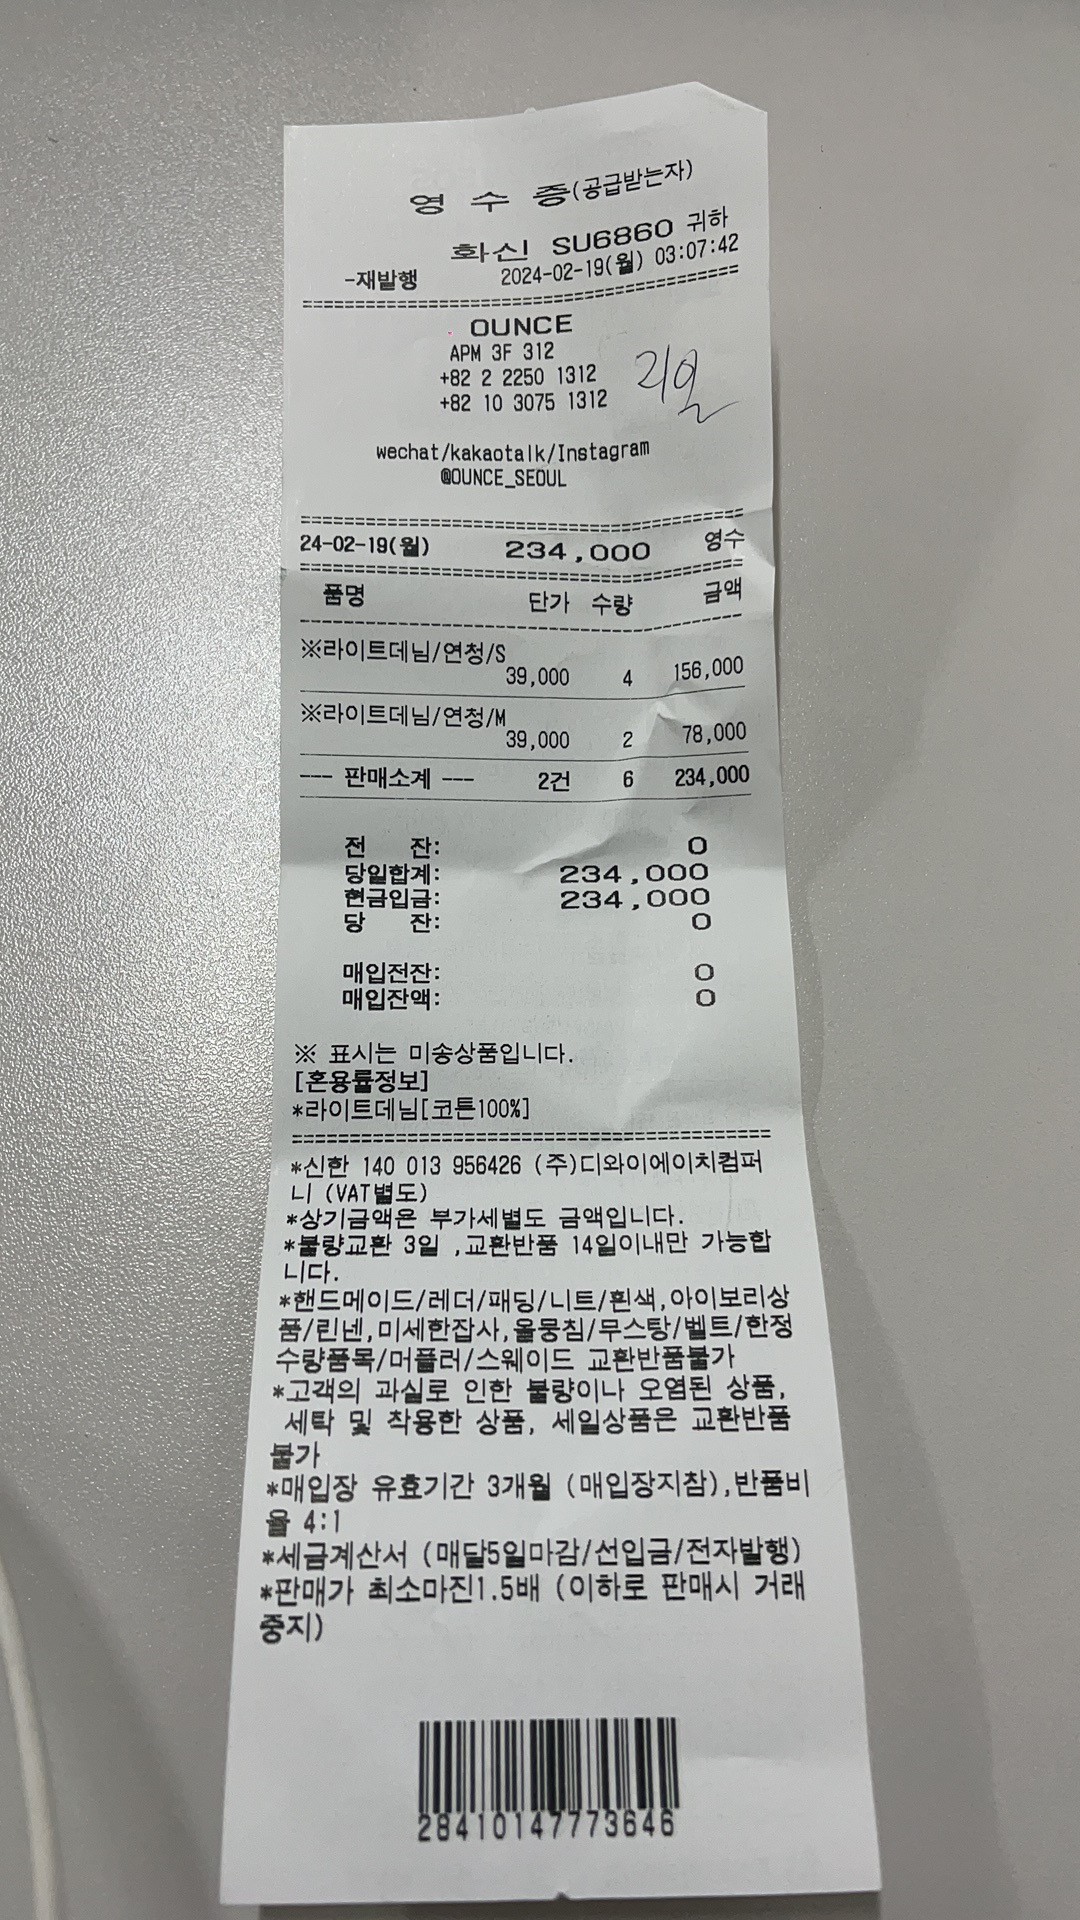 영 수 증(공급받는자)
화신 SU6860 귀하
-재발행 2024-02-19(월) 03:07:42
OUNCE
APM 3F 312
+82 2 2250 1312
+82 10 3075 1312
wechat/kakaotalk/Instagram
@OUNCE_SEOUL
24-02-19(월) 234,000 영수
품명 단가 수량 금액
※라이트데님/연청/S
39,000 4 156,000
※라이트데님/연청/M
39,000 2 78,000
--- 판매소계 --- 2건 6 234,000
전 잔: 0
당일합계: 234,000
현금입금: 234,000
당 잔: 0
매입전잔: 0
매입잔액: 0
※ 표시는 미송상품입니다.
[혼용률정보]
*라이트데님[코튼100%]
*신한 140 013 956426 (주)디와이에이치컴퍼
니 (VAT별도)
*상기금액은 부가세별도 금액입니다.
*불량교환 3일 ,교환반품 14일이내만 가능합
니다.
*핸드메이드/레더/패딩/니트/흰색,아이보리상
품/린넨,미세한잡사,올뭉침/무스탕/벨트/한정
수량품목/머플러/스웨이드 교환반품불가
*고객의 과실로 인한 불량이나 오염된 상품,
세탁 및 착용한 상품, 세일상품은 교환반품
불가
*매입장 유효기간 3개월 (매입장지참),반품비
율 4:1
*세금계산서 (매달5일마감/선입금/전자발행)
*판매가 최소마진1.5배 (이하로 판매시 거래
중지)
28410147773646